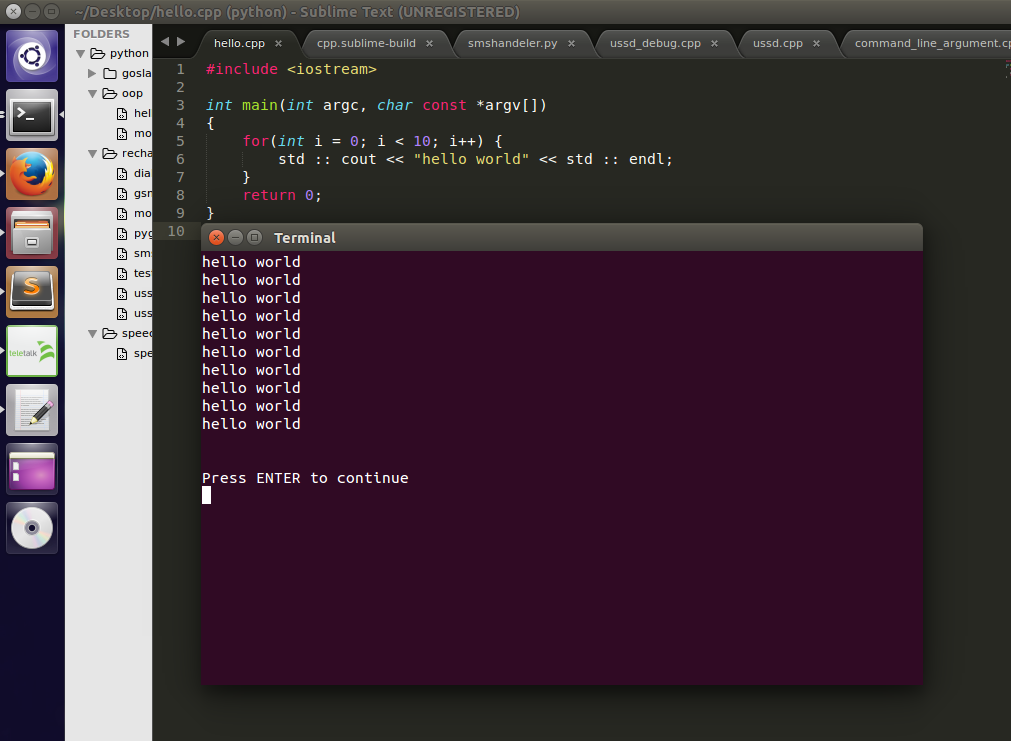 ~/Desktop/hello.cpp (python) - Sublime Text (UNREGISTERED)
FOLDERS
python
gosla
oop
hel
mo
recha
dia
gsn
mo
pyg
sms
test
uss
uss
speec
spe
teletalk
hello.cpp
cpp.sublime-build
smshandeler.py
ussd_debug.cpp
ussd.cpp
command_line_argument.cp
1 #include <iostream>
2
3 int main(int argc, char const *argv[])
4 {
5 for(int i = 0; i < 10; i++) {
6 std :: cout << "hello world" << std :: endl;
7 }
8 return 0;
9 }
10
Terminal
hello world
hello world
hello world
hello world
hello world
hello world
hello world
hello world
hello world
hello world
Press ENTER to continue